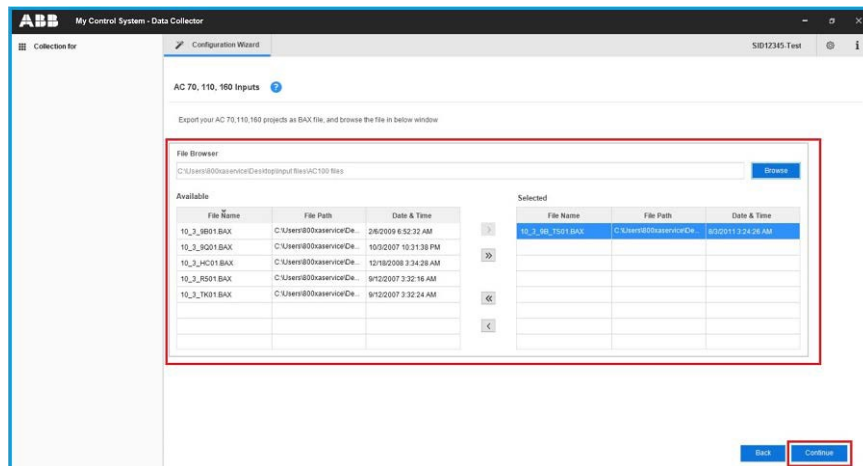 ABB My Control System - Data Collector
Collection for
Configuration Wizard
SID12345-Test
AC 70, 110, 160 Inputs
Export your AC 70,110,160 projects as BAX file, and browse the file in below window
File Browser
C:\Users\800xaservice\Desktop\input files\AC100 files
Browse
Available
File Name File Path Date & Time
10_3_9B01.BAX C:\Users\800xaservice\De... 2/6/2009 6:52:32 AM
10_3_9Q01.BAX C:\Users\800xaservice\De... 10/3/2007 10:31:38 PM
10_3_HC01.BAX C:\Users\800xaservice\De... 12/18/2008 3:34:28 AM
10_3_RS01.BAX C:\Users\800xaservice\De... 9/12/2007 3:32:16 AM
10_3_TK01.BAX C:\Users\800xaservice\De... 9/12/2007 3:32:24 AM
Selected
File Name File Path Date & Time
10_3_9B_TS01.BAX C:\Users\800xaservice\De... 8/3/2011 3:24:26 AM
Back Continue